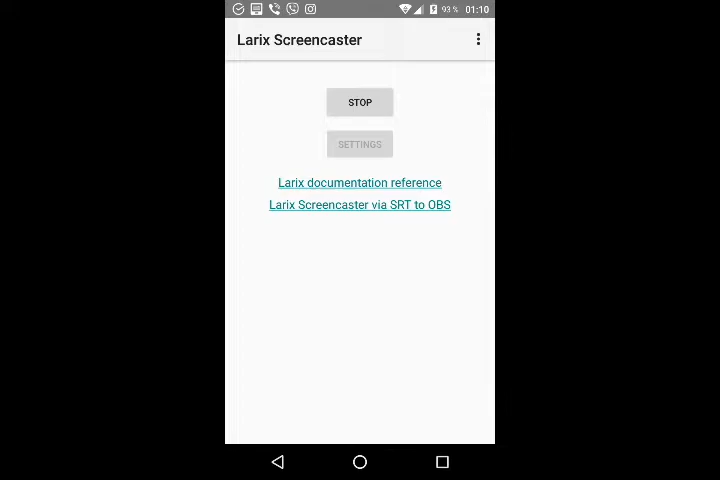 93 % 01:10
Larix Screencaster
STOP
SETTINGS
Larix documentation reference
Larix Screencaster via SRT to OBS